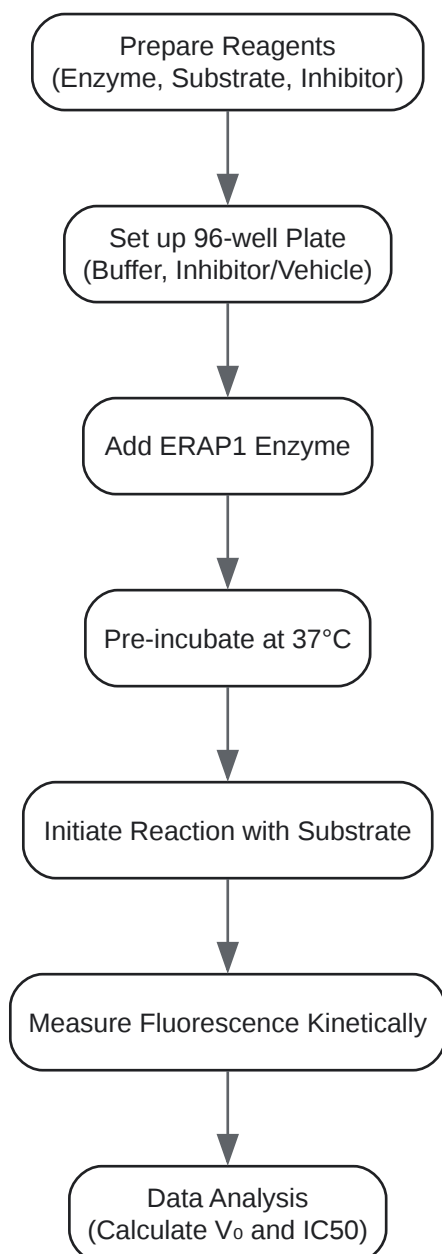 Prepare Reagents
(Enzyme, Substrate, Inhibitor)
Set up 96-well Plate
(Buffer, Inhibitor/Vehicle)
Add ERAP1 Enzyme
Pre-incubate at 37°C
Initiate Reaction with Substrate
Measure Fluorescence Kinetically
Data Analysis
(Calculate V₀ and IC50)